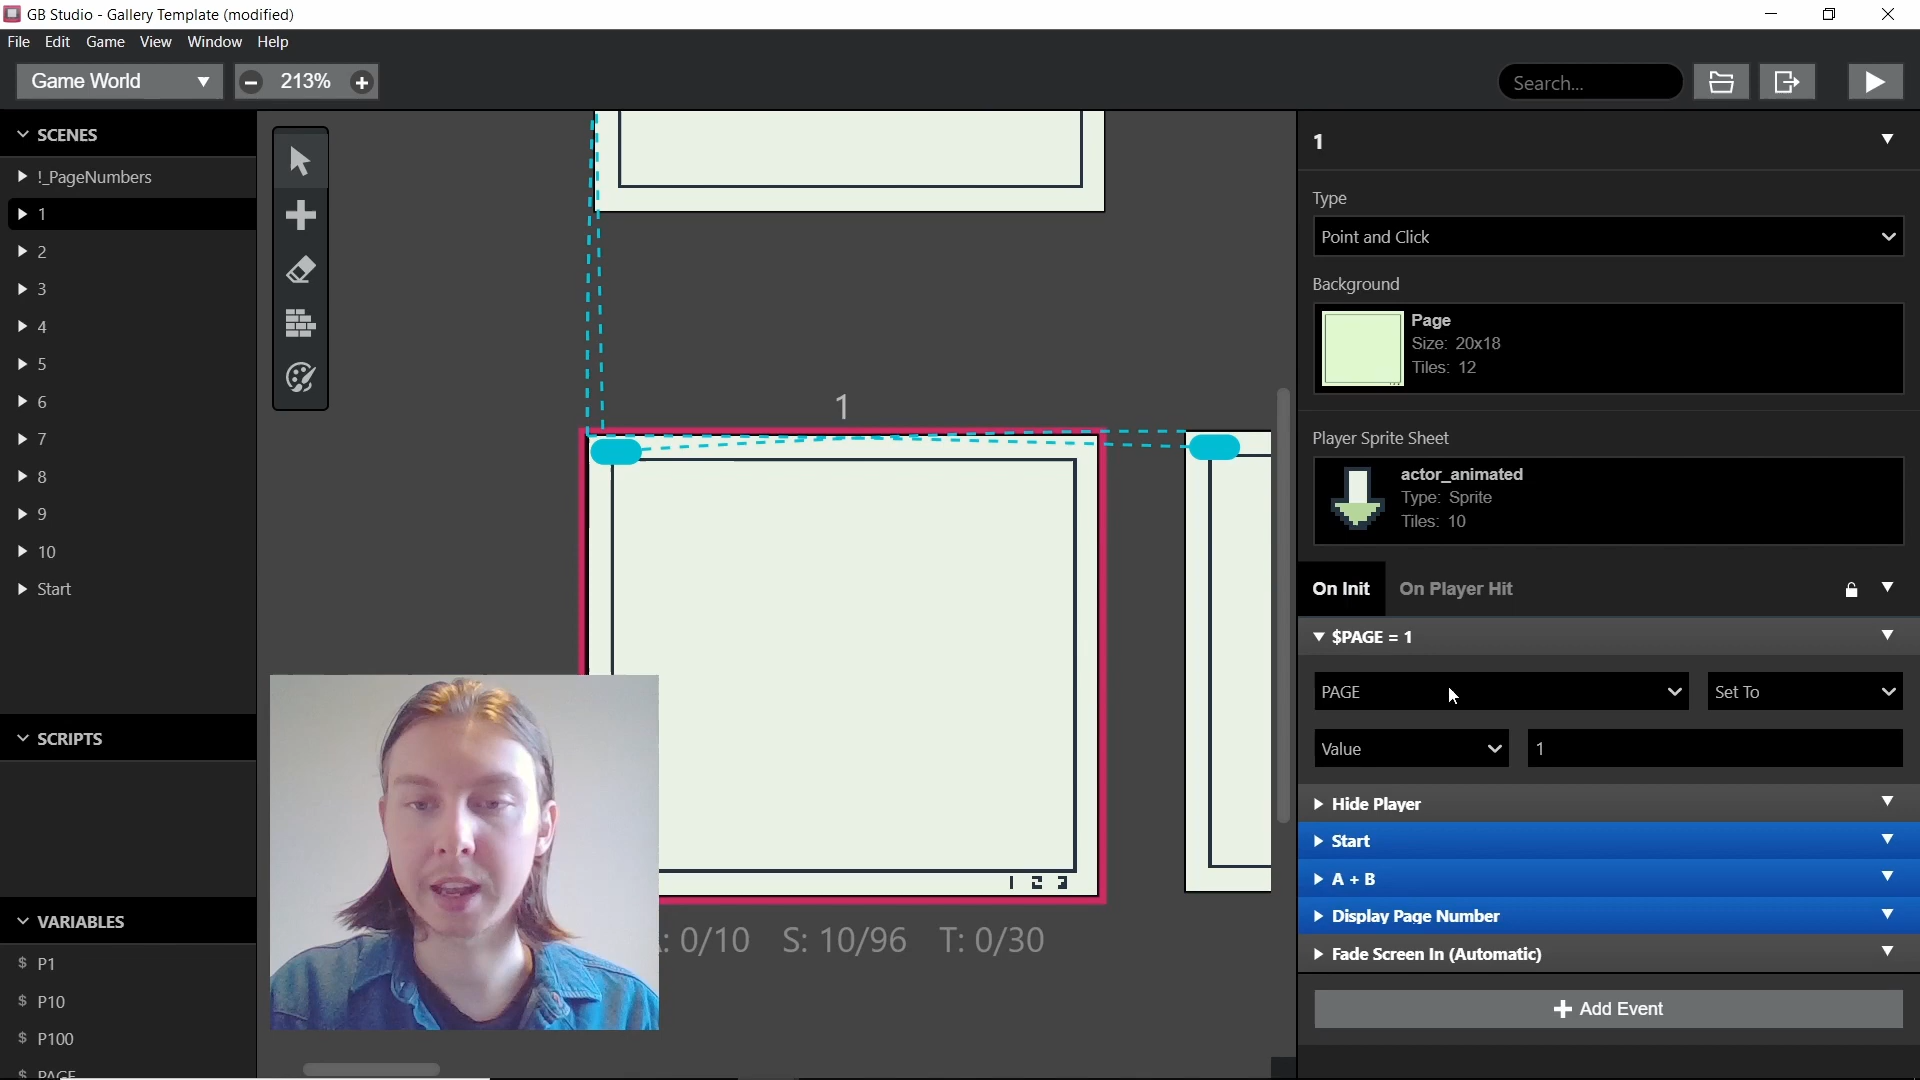 GB Studio - Gallery Template (modified)
File Edit Game View Window Help
Game World
213%
Search...
SCENES
!_PageNumbers
1
2
3
4
5
6
7
8
9
10
Start
SCRIPTS
VARIABLES
$ P1
$ P10
$ P100
$ PAGE
1
1 2 3
: 0/10 S: 10/96 T: 0/30
1
Type
Point and Click
Background
Page
Size: 20x18
Tiles: 12
Player Sprite Sheet
actor_animated
Type: Sprite
Tiles: 10
On Init On Player Hit
$PAGE = 1
PAGE Set To
Value 1
Hide Player
Start
A + B
Display Page Number
Fade Screen In (Automatic)
Add Event